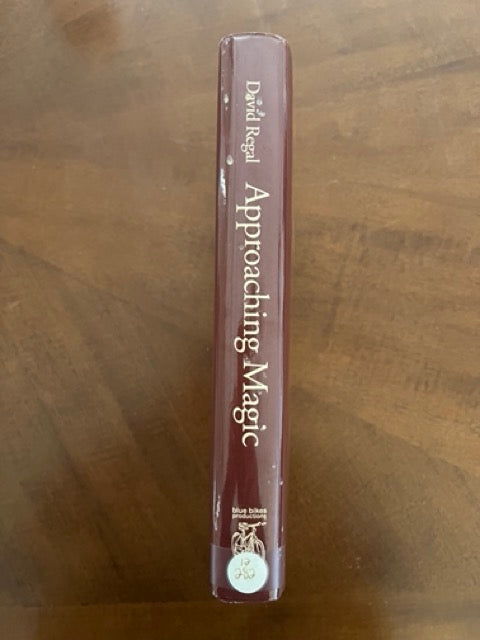 David Regal
Approaching Magic
blue bikes
productions